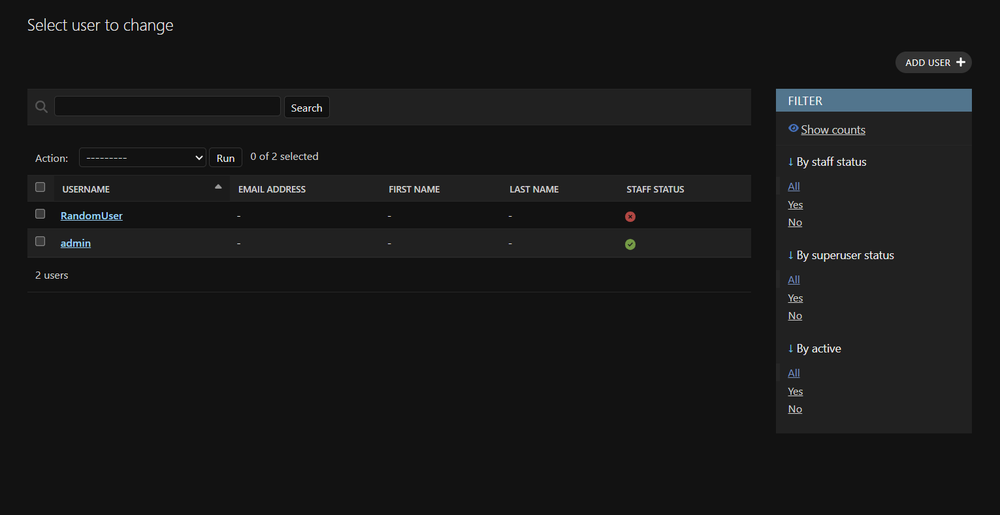 Select user to change
ADD USER
Search
Action: --------- Run 0 of 2 selected
USERNAME EMAIL ADDRESS FIRST NAME LAST NAME STAFF STATUS
RandomUser - - -
admin - - -
2 users
FILTER
Show counts
↓ By staff status
All
Yes
No
↓ By superuser status
All
Yes
No
↓ By active
All
Yes
No